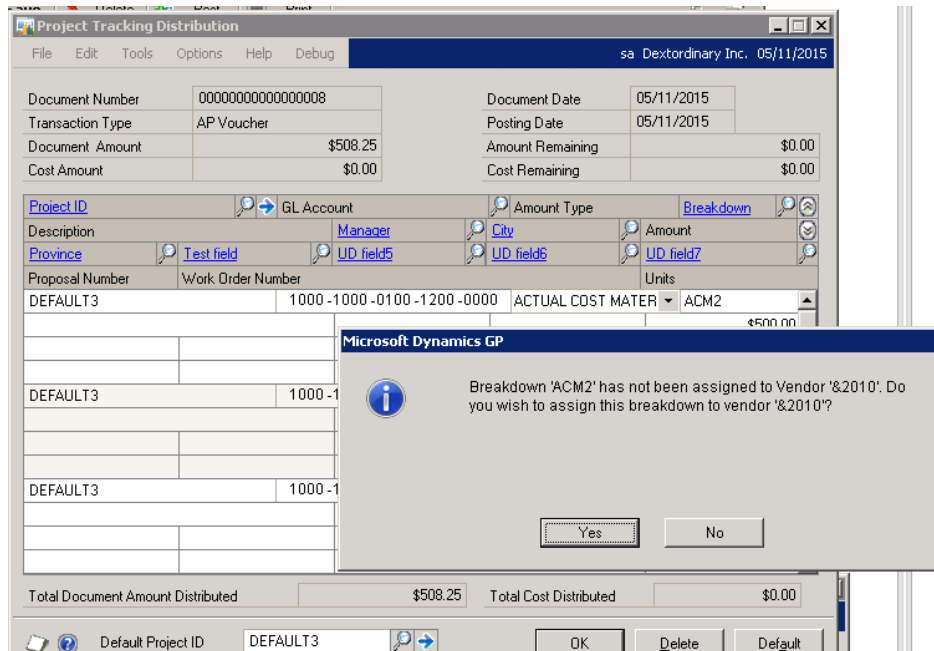 Project Tracking Distribution
File Edit Tools Options Help Debug sa Dextordinary Inc. 05/11/2015
Document Number 00000000000000008 Document Date 05/11/2015
Transaction Type AP Voucher Posting Date 05/11/2015
Document Amount $508.25 Amount Remaining $0.00
Cost Amount $0.00 Cost Remaining $0.00
Project ID GL Account Amount Type Breakdown
Description Manager City Amount
Province Test field UD field5 UD field6 UD field7
Proposal Number Work Order Number Units
DEFAULT3 1000 -1000 -0100 -1200 -0000 ACTUAL COST MATER ACM2
$500.00
Microsoft Dynamics GP
Breakdown 'ACM2' has not been assigned to Vendor '&2010'. Do
you wish to assign this breakdown to vendor '&2010'?
DEFAULT3 1000 -1
DEFAULT3 1000 -1
Yes No
Total Document Amount Distributed $508.25 Total Cost Distributed $0.00
Default Project ID DEFAULT3 OK Delete Default